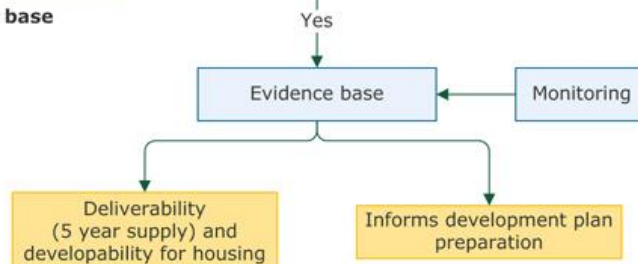 base
Yes
Evidence base
Monitoring
Deliverability
(5 year supply) and
developability for housing
Informs development plan
preparation